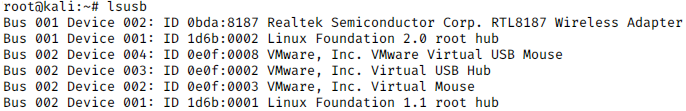 root@kali:~# lsusb
Bus 001 Device 002: ID 0bda:8187 Realtek Semiconductor Corp. RTL8187 Wireless Adapter
Bus 001 Device 001: ID 1d6b:0002 Linux Foundation 2.0 root hub
Bus 002 Device 004: ID 0e0f:0008 VMware, Inc. VMware Virtual USB Mouse
Bus 002 Device 003: ID 0e0f:0002 VMware, Inc. Virtual USB Hub
Bus 002 Device 002: ID 0e0f:0003 VMware, Inc. Virtual Mouse
Bus 002 Device 001: ID 1d6b:0001 Linux Foundation 1.1 root hub